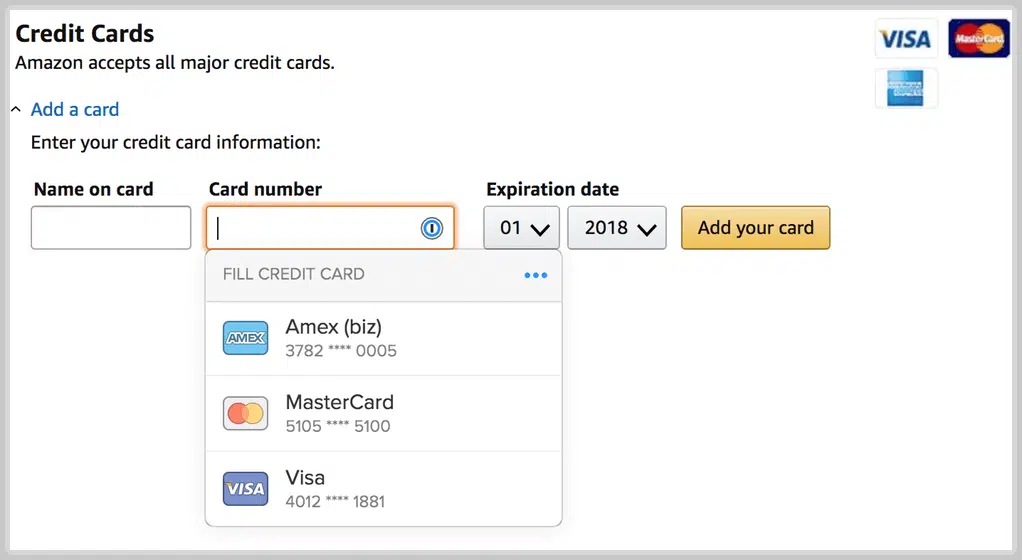 Credit Cards
Amazon accepts all major credit cards.
VISA
MasterCard
AMERICAN EXPRESS
Add a card
Enter your credit card information:
Name on card
Card number
Expiration date
01
2018
Add your card
FILL CREDIT CARD
AMEX
Amex (biz)
3782 **** 0005
MasterCard
5105 **** 5100
VISA
Visa
4012 **** 1881